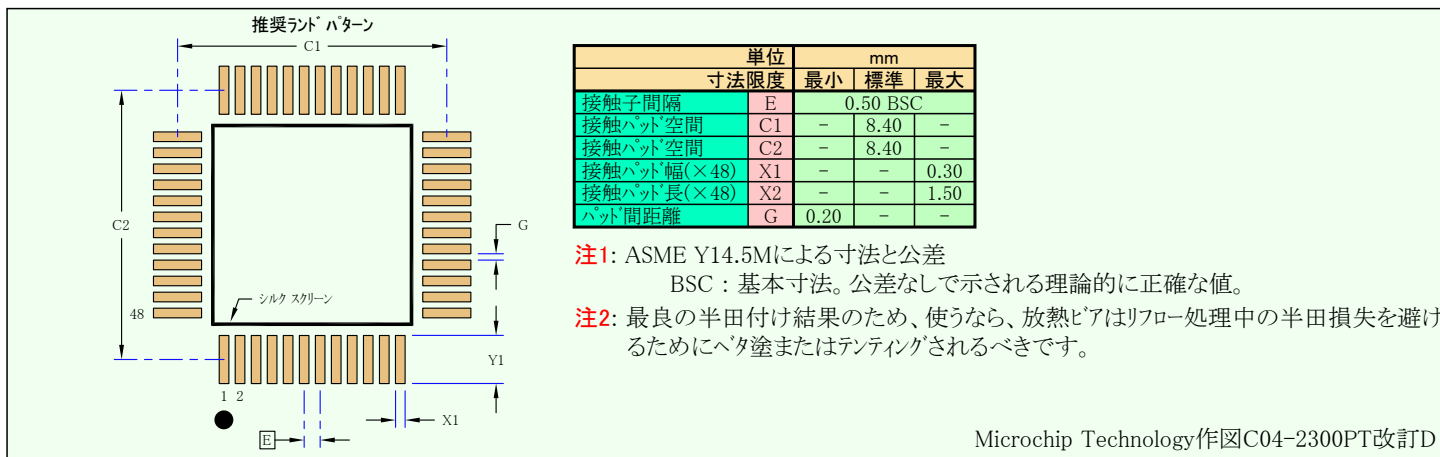 推奨ランド パターン
C1
C2
G
シルク スクリーン
48
Y1
1 2
X1
E
単位 mm
寸法限度 最小 標準 最大
接触子間隔 E 0.50 BSC
接触パッド空間 C1 - 8.40 -
接触パッド空間 C2 - 8.40 -
接触パッド幅(×48) X1 - - 0.30
接触パッド長(×48) X2 - - 1.50
パッド間距離 G 0.20 - -
注1: ASME Y14.5Mによる寸法と公差
BSC : 基本寸法。公差なしで示される理論的に正確な値。
注2: 最良の半田付け結果のため、使うなら、放熱ビアはリフロー処理中の半田損失を避け
るためにベタ塗またはテンティングされるべきです。
Microchip Technology作図C04-2300PT改訂D